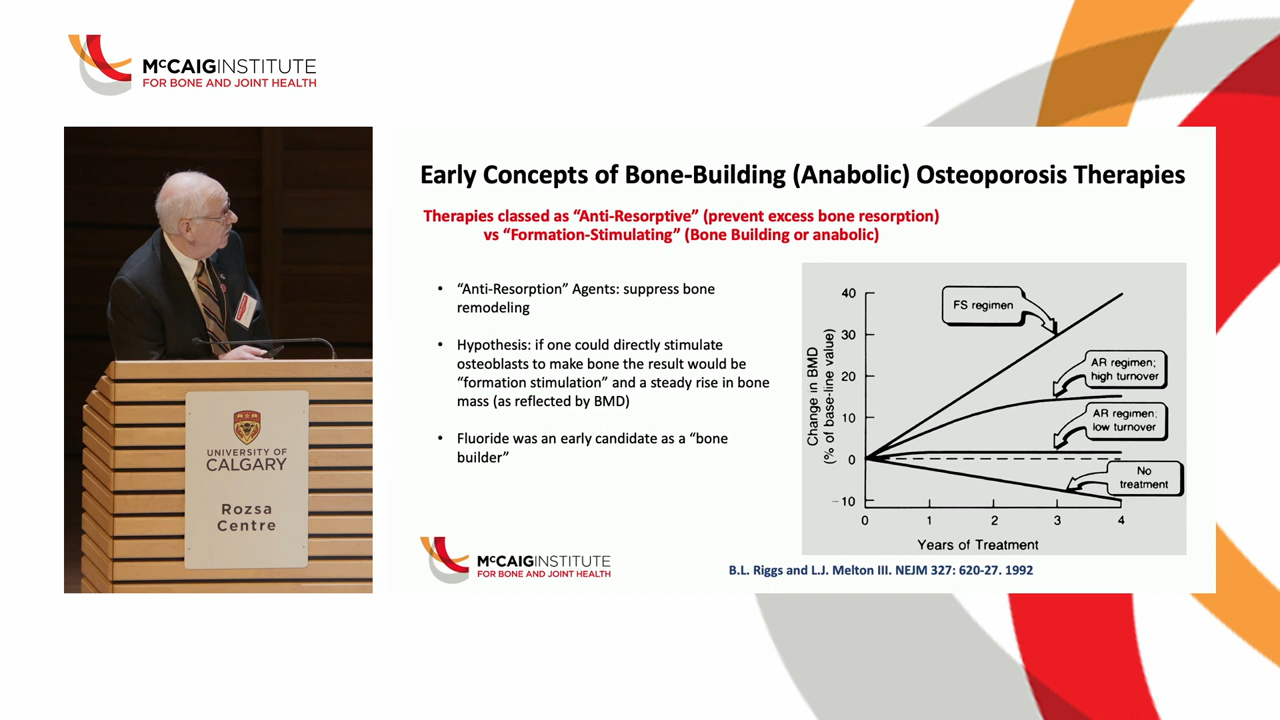 McCAIG INSTITUTE
FOR BONE AND JOINT HEALTH
UNIVERSITY OF
CALGARY
Rozsa
Centre
Early Concepts of Bone-Building (Anabolic) Osteoporosis Therapies
Therapies classed as “Anti-Resorptive” (prevent excess bone resorption)
vs “Formation-Stimulating” (Bone Building or anabolic)
• “Anti-Resorption” Agents: suppress bone
remodeling
• Hypothesis: if one could directly stimulate
osteoblasts to make bone the result would be
“formation stimulation” and a steady rise in bone
mass (as reflected by BMD)
• Fluoride was an early candidate as a “bone
builder”
Change in BMD
(% of base-line value)
40
30
20
10
0
-10
FS regimen
AR regimen;
high turnover
AR regimen;
low turnover
No
treatment
0 1 2 3 4
Years of Treatment
McCAIG INSTITUTE
FOR BONE AND JOINT HEALTH
B.L. Riggs and L.J. Melton III. NEJM 327: 620-27. 1992